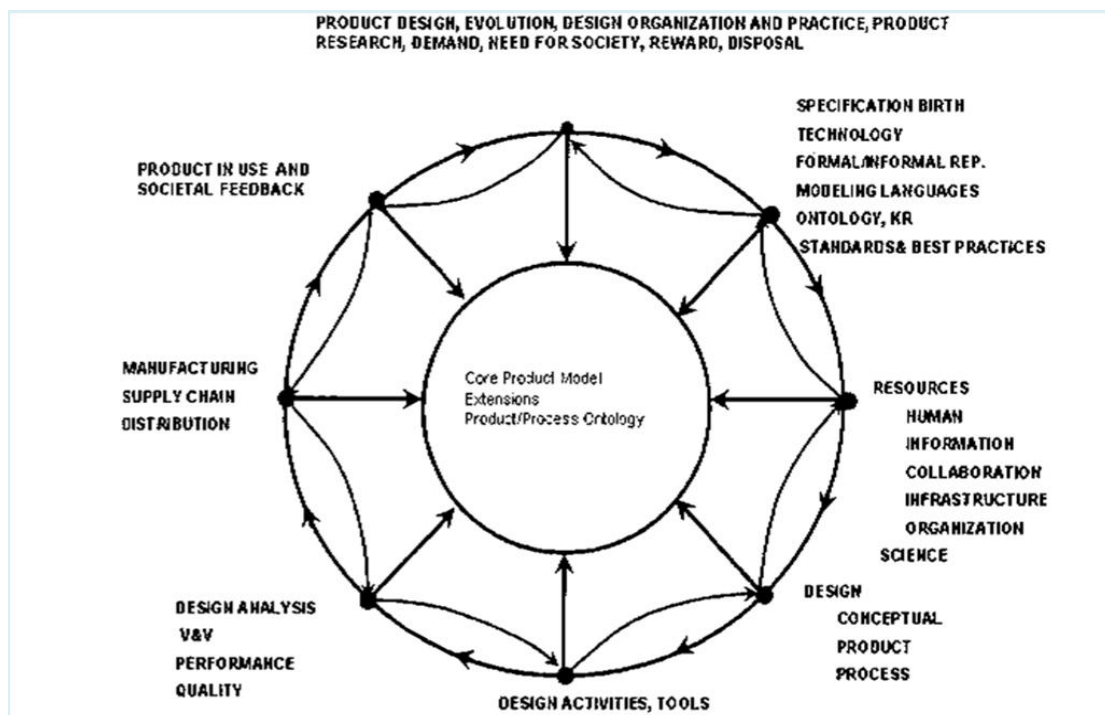 PRODUCT DESIGN, EVOLUTION, DESIGN ORGANIZATION AND PRACTICE, PRODUCT
RESEARCH, DEMAND, NEED FOR SOCIETY, REWARD, DISPOSAL
SPECIFICATION BIRTH
TECHNOLOGY
FORMAL/INFORMAL REP.
MODELING LANGUAGES
ONTOLOGY, KR
STANDARDS & BEST PRACTICES
PRODUCT IN USE AND
SOCIETAL FEEDBACK
MANUFACTURING
SUPPLY CHAIN
DISTRIBUTION
Core Product Model
Extensions
Product/Process Ontology
RESOURCES
HUMAN
INFORMATION
COLLABORATION
INFRASTRUCTURE
ORGANIZATION
SCIENCE
DESIGN ANALYSIS
V&V
PERFORMANCE
QUALITY
DESIGN
CONCEPTUAL
PRODUCT
PROCESS
DESIGN ACTIVITIES, TOOLS